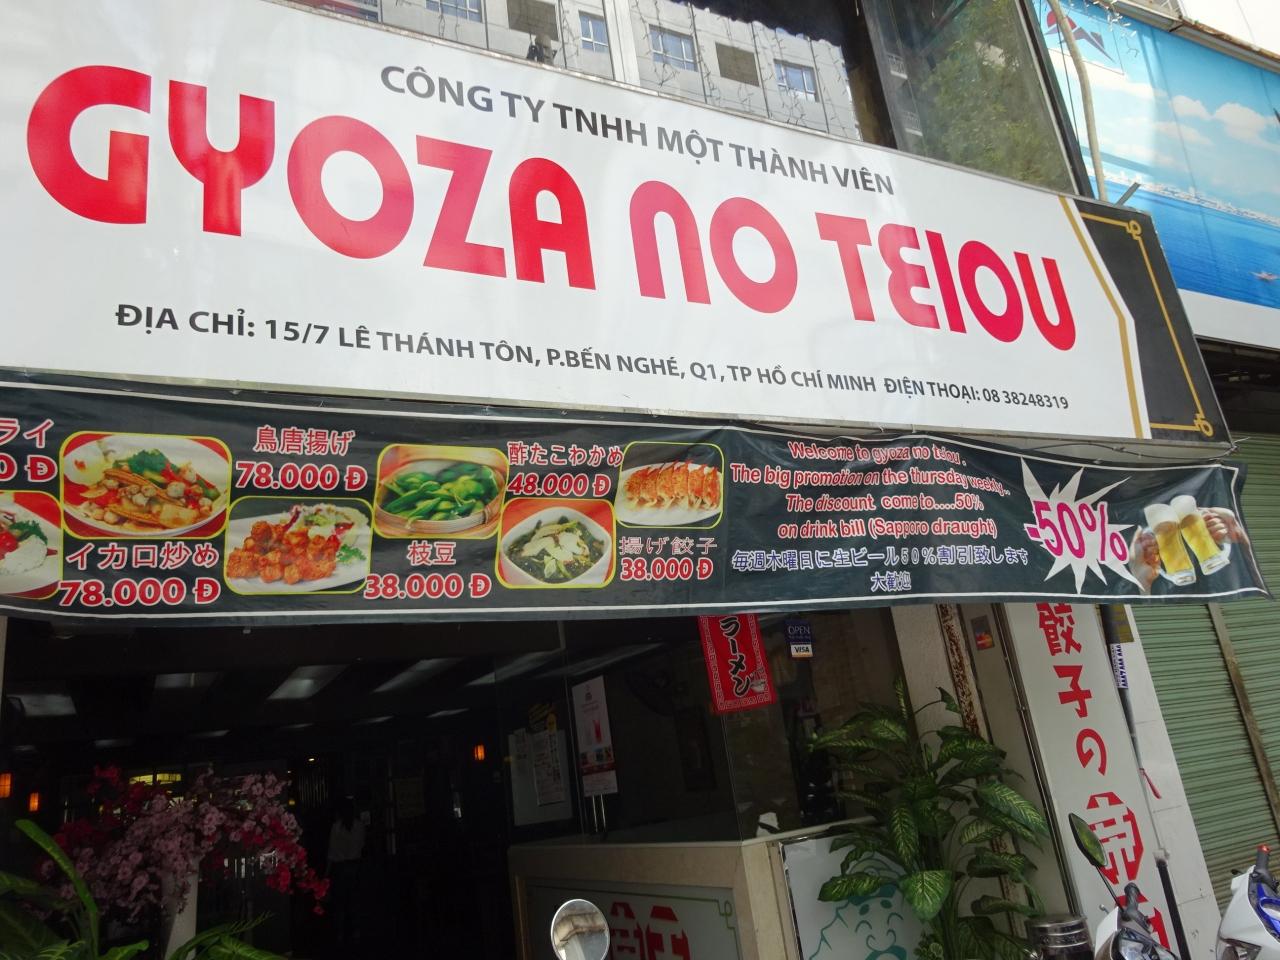 CÔNG TY TNHH MỘT THÀNH VIÊN
GYOZA NO TEIOU
ĐỊA CHỈ: 15/7 LÊ THÁNH TÔN, P.BẾN NGHÉ, Q1, TP HỒ CHÍ MINH ĐIỆN THOẠI: 08 38248319
ライ
0 Đ
イカロ炒め
78.000 Đ
鳥唐揚げ
78.000 Đ
枝豆
38.000 Đ
酢たこわかめ
48.000 Đ
揚げ餃子
38.000 Đ
Welcome to gyoza no teiou .
The big promotion on the thursday weekly..
The discount come to.....50%
on drink bill (Sapporo draught)
毎週木曜日に生ビール50%割引致します
大歓迎
-50%
ラーメン
OPEN
VISA
餃子の帝